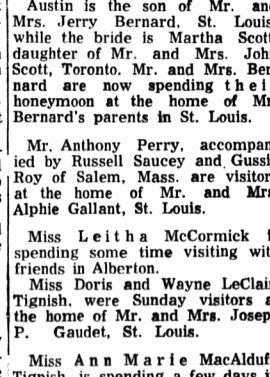 Austin is the son of Mr. and
Mrs. Jerry Bernard, St. Louis
while the bride is Martha Scott
daughter of Mr. and Mrs. John
Scott, Toronto. Mr. and Mrs. Ber
nard are now spending thei
honeymoon at the home of Mr
Bernard's parents in St. Louis.
Mr. Anthony Perry, accompan
ied by Russell Saucey and Gussi
Roy of Salem, Mass. are visitor
at the home of Mr. and Mrs
Alphie Gallant, St. Louis.
Miss Leitha McCormick
spending some time visiting wit
friends in Alberton.
Miss Doris and Wayne LeClai
Tignish, were Sunday visitors a
the home of Mr. and Mrs. Josep
P. Gaudet, St. Louis.
Miss Ann Marie MacAlduf
Tignish, is spending a few days